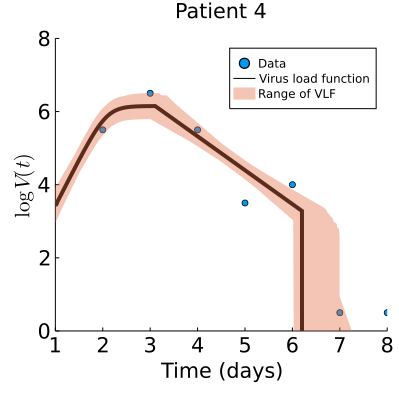 Patient 4
8
Data
Virus load function
Range of VLF
6
log V(t)
4
2
0
1 2 3 4 5 6 7 8
Time (days)